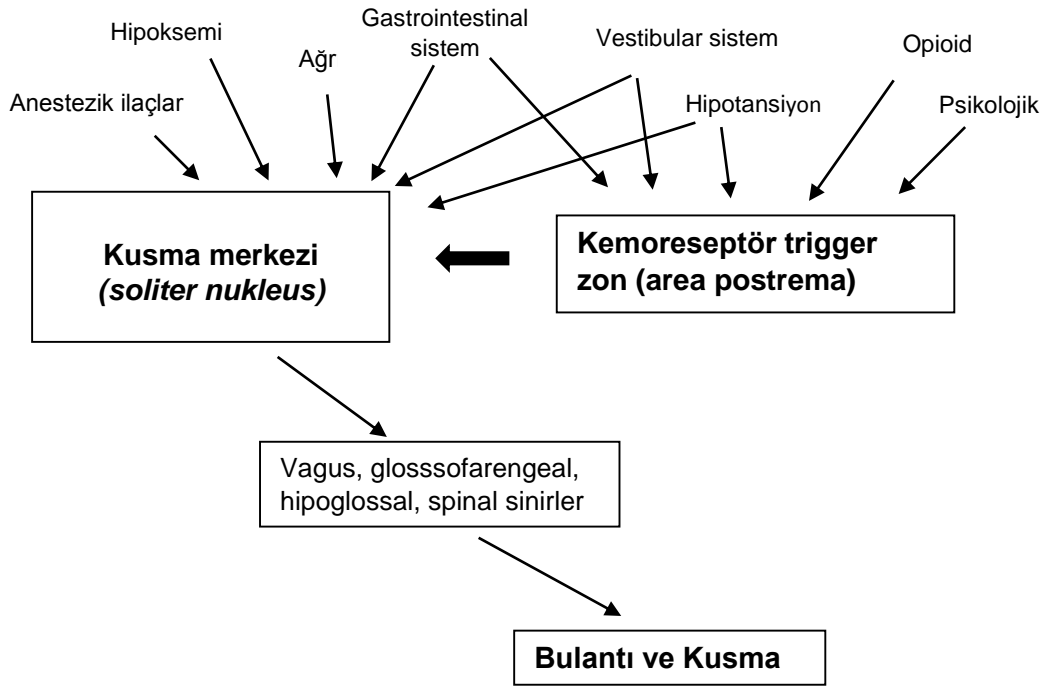 Hipoksemi
Ağr
Gastrointestinal
sistem
Vestibular sistem
Opioid
Anestezik ilaçlar
Hipotansiyon
Psikolojik
Kusma merkezi
(soliter nukleus)
Kemoreseptör trigger
zon (area postrema)
Vagus, glosssofarengeal,
hipoglossal, spinal sinirler
Bulantı ve Kusma